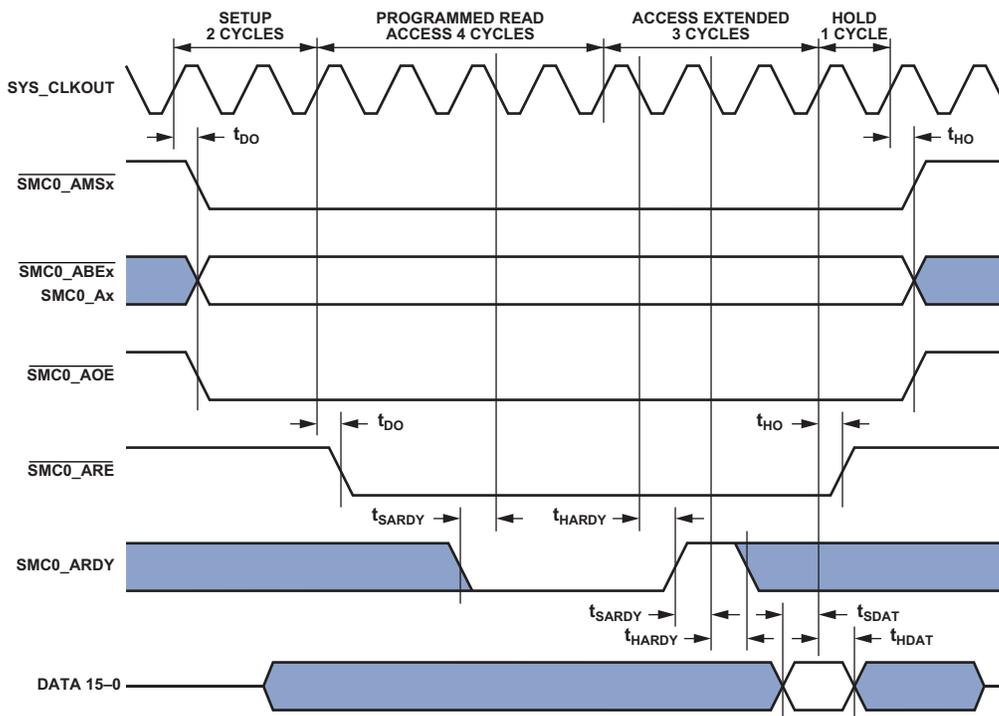 SETUP
2 CYCLES
PROGRAMMED READ
ACCESS 4 CYCLES
ACCESS EXTENDED
3 CYCLES
HOLD
1 CYCLE
SYS_CLKOUT
tDO
tHO
SMC0_AMSx
SMC0_ABEx
SMC0_Ax
SMC0_AOE
tDO
tHO
SMC0_ARE
tSARDY
tHARDY
SMC0_ARDY
tSARDY
tSDAT
tHARDY
tHDAT
DATA 15–0